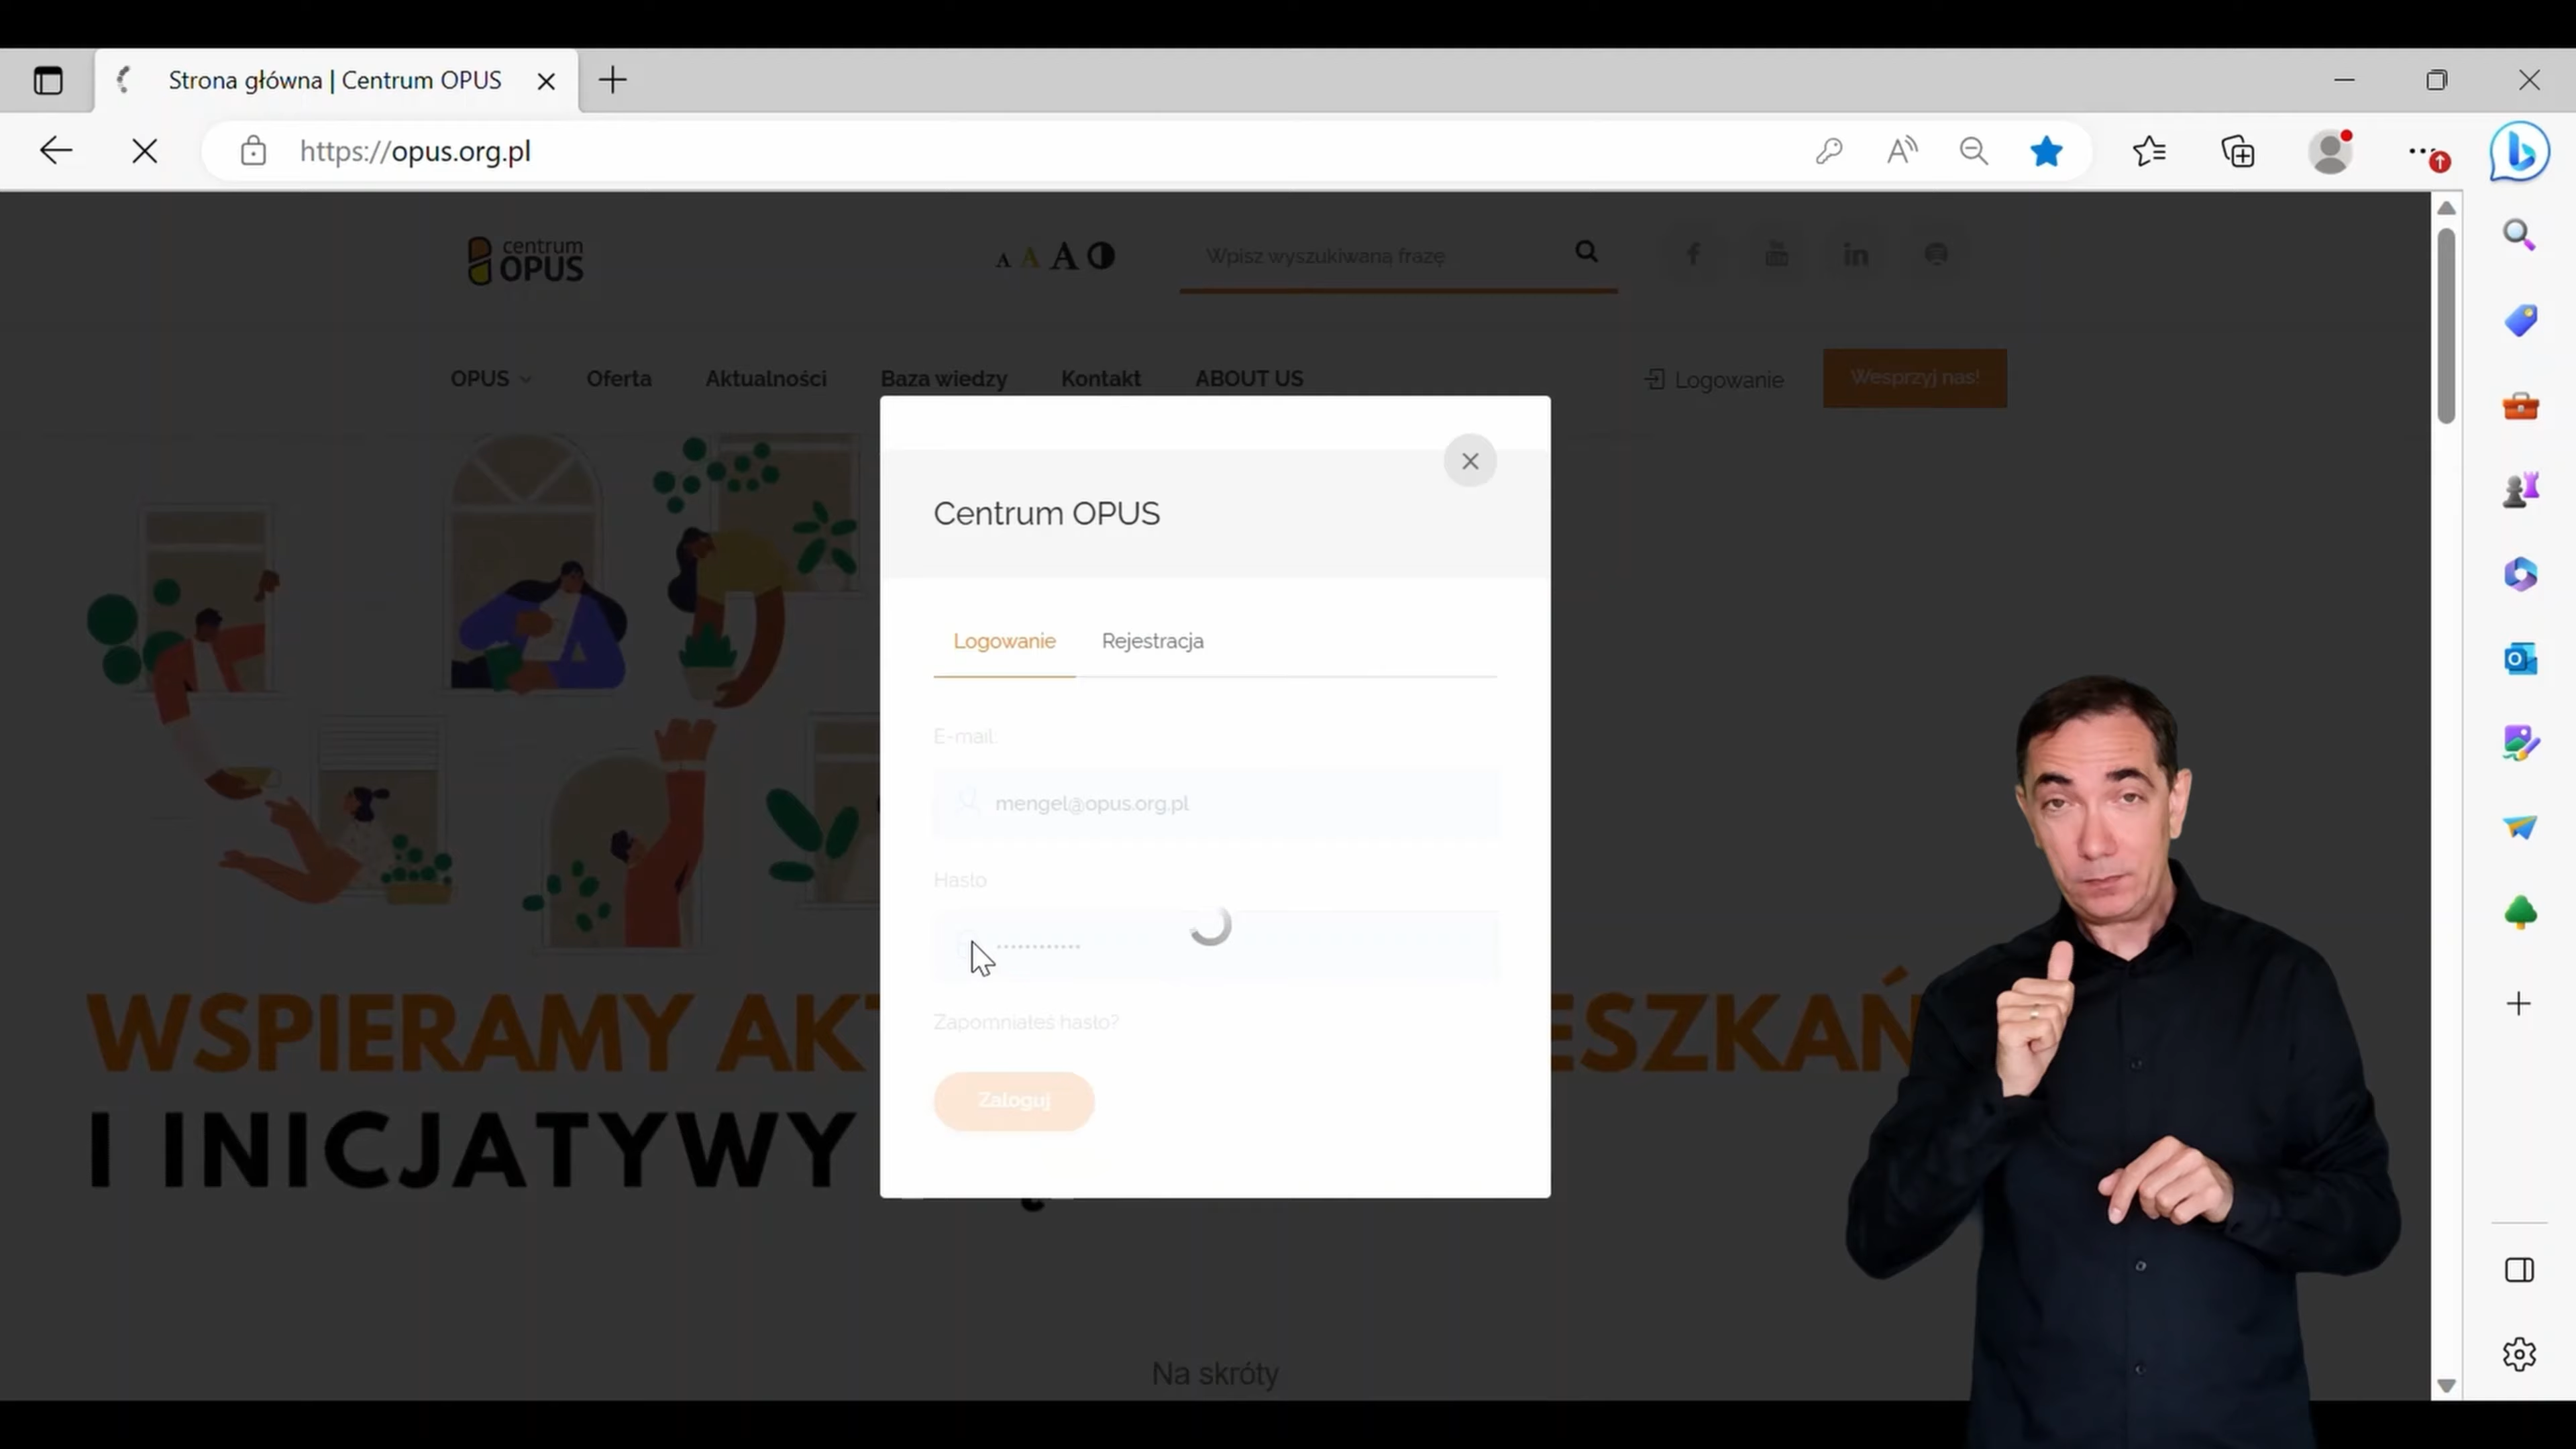 Strona główna | Centrum OPUS
https://opus.org.pl
centrum
OPUS
A A A
Wpisz wyszukiwaną frazę
OPUS
Oferta
Aktualności
Baza wiedzy
Kontakt
ABOUT US
Logowanie
Wesprzyj nas!
Centrum OPUS
Logowanie
Rejestracja
E-mail:
mengel@opus.org.pl
Hasło
Zapomniałeś hasło?
Zaloguj
WSPIERAMY
I INICJATYWY
Na skróty